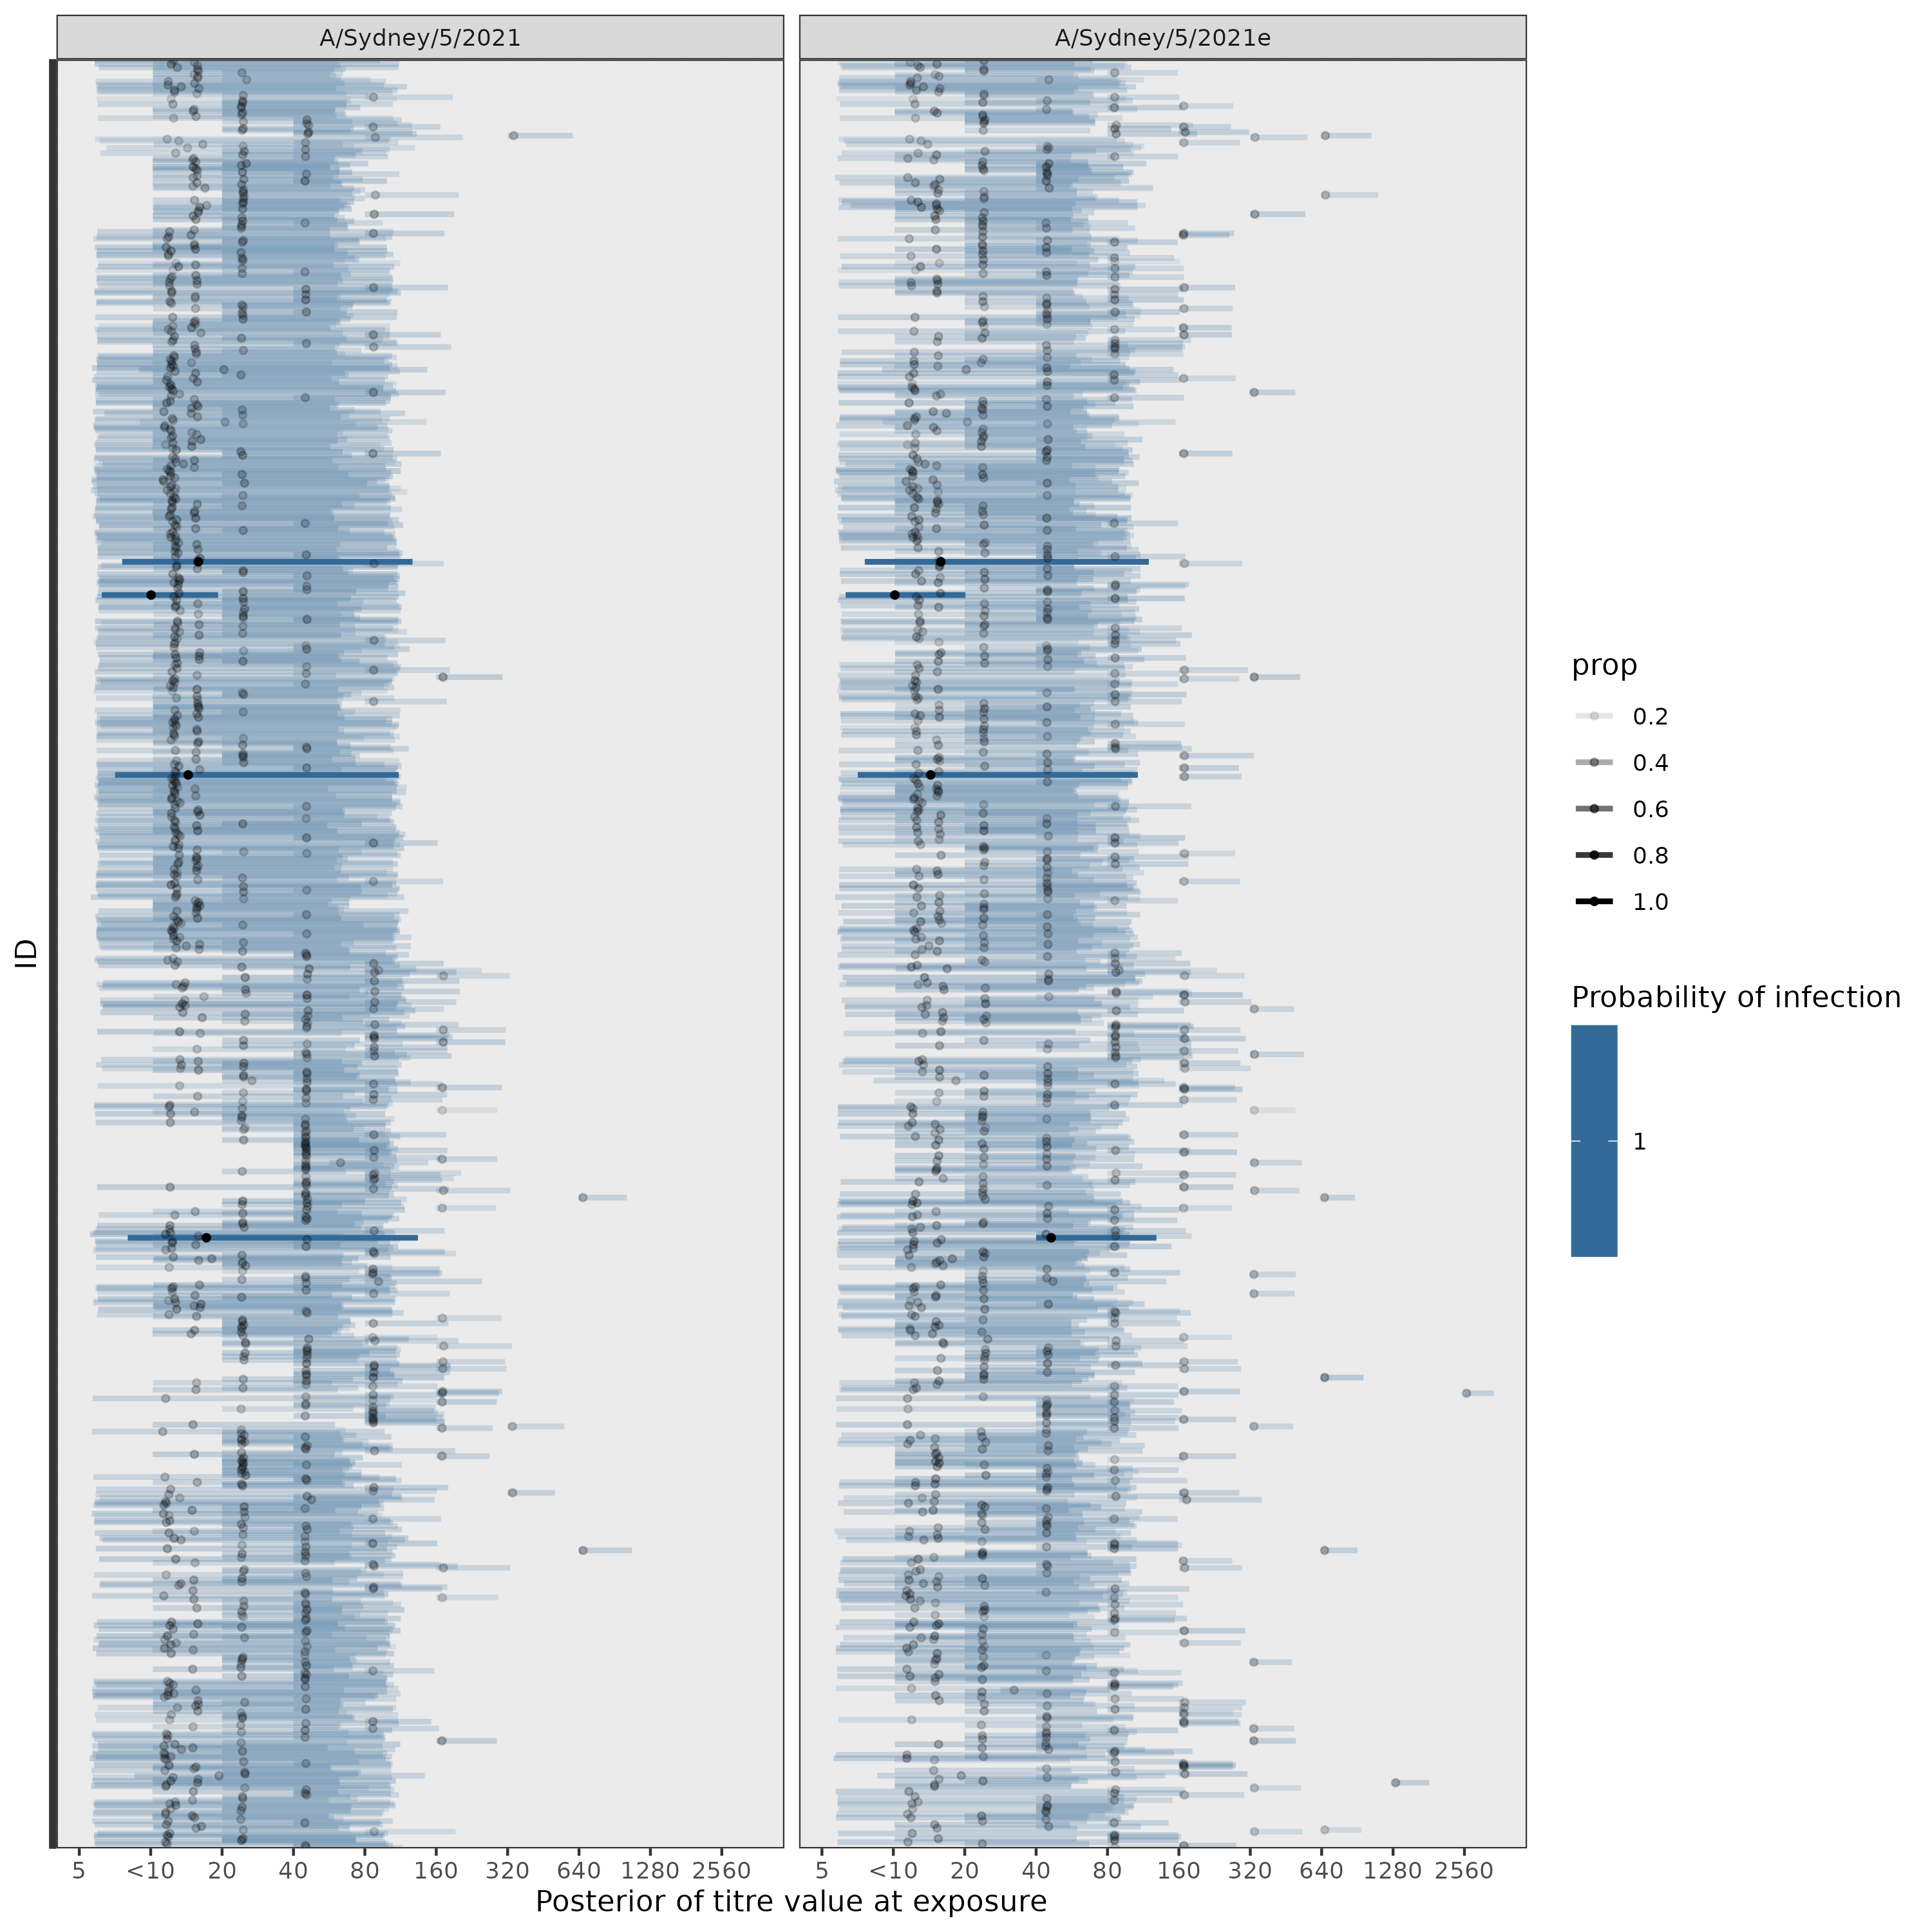 A/Sydney/5/2021 A/Sydney/5/2021e
ID
5 <10 20 40 80 160 320 640 1280 2560 5 <10 20 40 80 160 320 640 1280 2560
Posterior of titre value at exposure
prop
0.2
0.4
0.6
0.8
1.0
Probability of infection
1